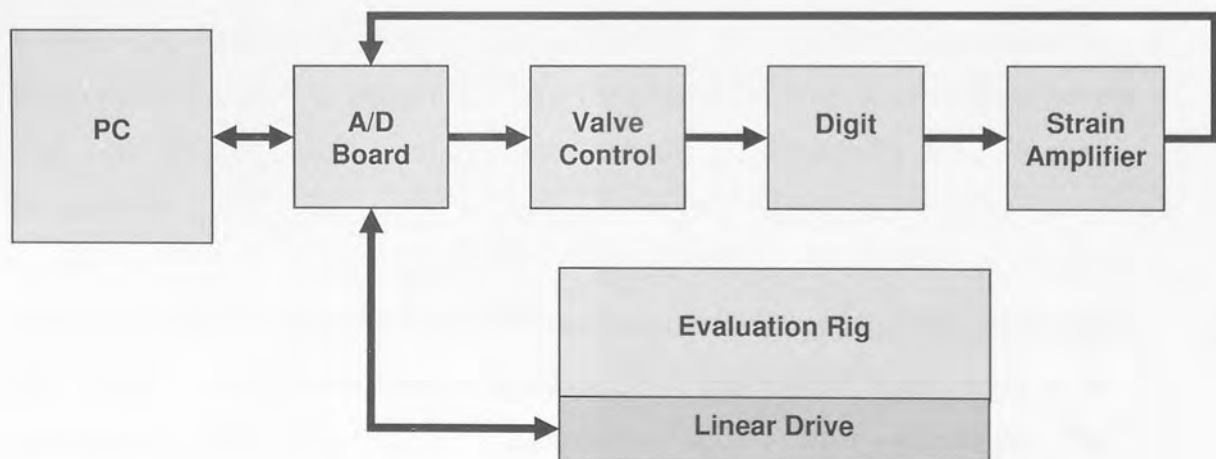 PC
A/D
Board
Valve
Control
Digit
Strain
Amplifier
Evaluation Rig
Linear Drive